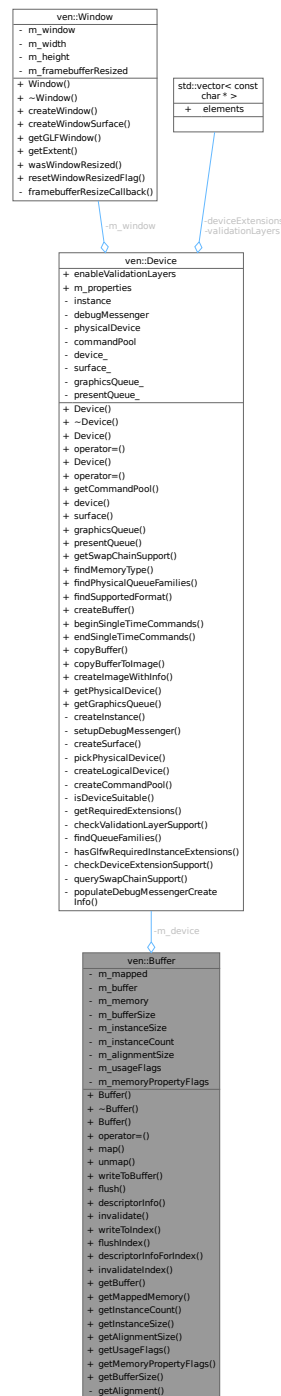 ven::Window
- m_window
- m_width
- m_height
- m_framebufferResized
+ Window()
+ ~Window()
+ createWindow()
+ createWindowSurface()
+ getGLFWindow()
+ getExtent()
+ wasWindowResized()
+ resetWindowResizedFlag()
- framebufferResizeCallback()
std::vector< const
char * >
+ elements
-m_window
-deviceExtensions
-validationLayers
ven::Device
+ enableValidationLayers
+ m_properties
- instance
- debugMessenger
- physicalDevice
- commandPool
- device_
- surface_
- graphicsQueue_
- presentQueue_
+ Device()
+ ~Device()
+ Device()
+ operator=()
+ Device()
+ operator=()
+ getCommandPool()
+ device()
+ surface()
+ graphicsQueue()
+ presentQueue()
+ getSwapChainSupport()
+ findMemoryType()
+ findPhysicalQueueFamilies()
+ findSupportedFormat()
+ createBuffer()
+ beginSingleTimeCommands()
+ endSingleTimeCommands()
+ copyBuffer()
+ copyBufferToImage()
+ createImageWithInfo()
+ getPhysicalDevice()
+ getGraphicsQueue()
- createInstance()
- setupDebugMessenger()
- createSurface()
- pickPhysicalDevice()
- createLogicalDevice()
- createCommandPool()
- isDeviceSuitable()
- getRequiredExtensions()
- checkValidationLayerSupport()
- findQueueFamilies()
- hasGlfwRequiredInstanceExtensions()
- checkDeviceExtensionSupport()
- querySwapChainSupport()
- populateDebugMessengerCreate
Info()
-m_device
ven::Buffer
- m_mapped
- m_buffer
- m_memory
- m_bufferSize
- m_instanceSize
- m_instanceCount
- m_alignmentSize
- m_usageFlags
- m_memoryPropertyFlags
+ Buffer()
+ ~Buffer()
+ Buffer()
+ operator=()
+ map()
+ unmap()
+ writeToBuffer()
+ flush()
+ descriptorInfo()
+ invalidate()
+ writeToIndex()
+ flushIndex()
+ descriptorInfoForIndex()
+ invalidateIndex()
+ getBuffer()
+ getMappedMemory()
+ getInstanceCount()
+ getInstanceSize()
+ getAlignmentSize()
+ getUsageFlags()
+ getMemoryPropertyFlags()
+ getBufferSize()
- getAlignment()